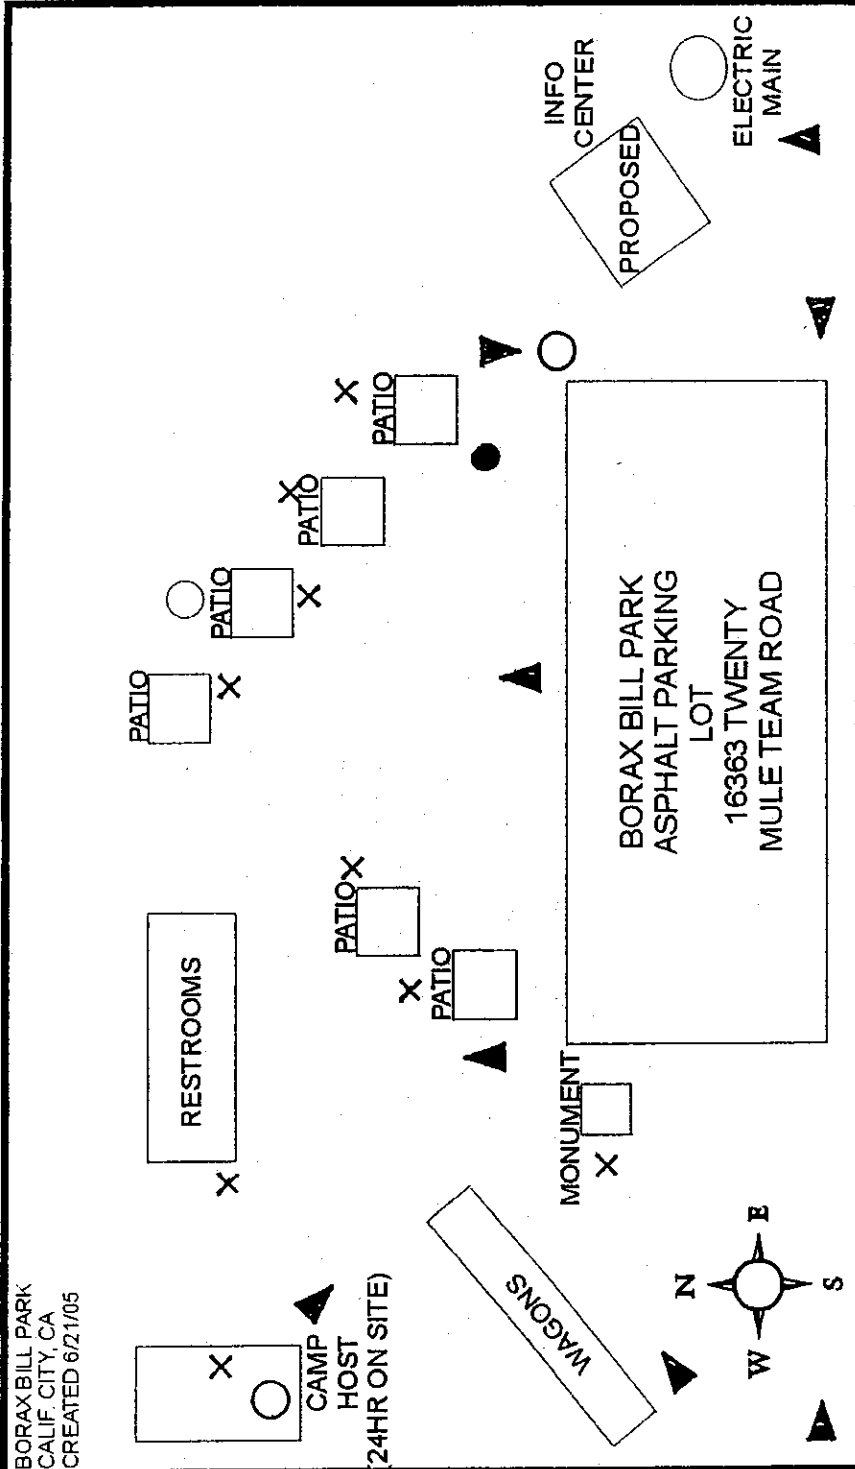 BORAX BILL PARK
CALIF. CITY, CA
CREATED 6/21/05
RESTROOMS
PATIO
PATIO
PATIO
PATIO
PATIO
PATIO
CAMP
HOST
(24HR ON SITE)
WAGONS
MONUMENT
INFO
CENTER
PROPOSED
ELECTRIC
MAIN
BORAX BILL PARK
ASPHALT PARKING
LOT
16363 TWENTY
MULE TEAM ROAD
N
W
E
S